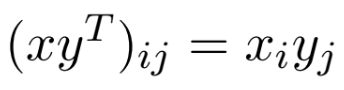 (xy^T)_{ij} = x_i y_j